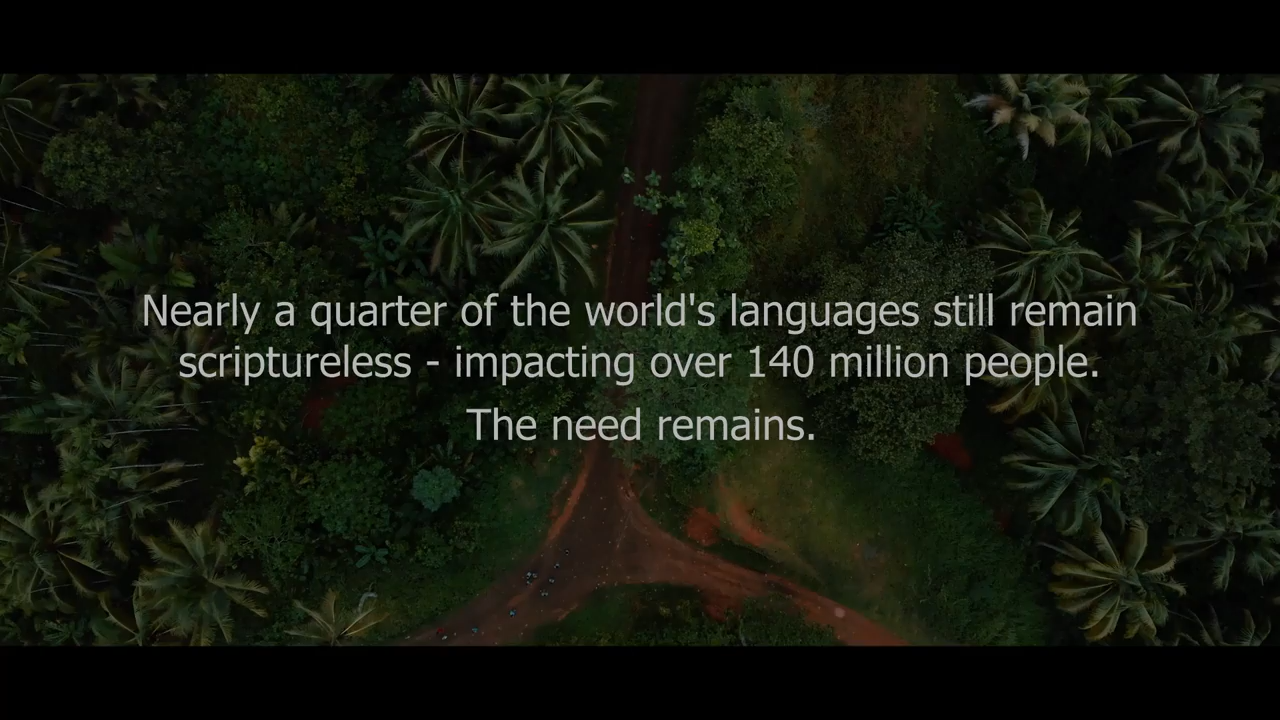 Nearly a quarter of the world's languages still remain
scriptureless - impacting over 140 million people.
The need remains.